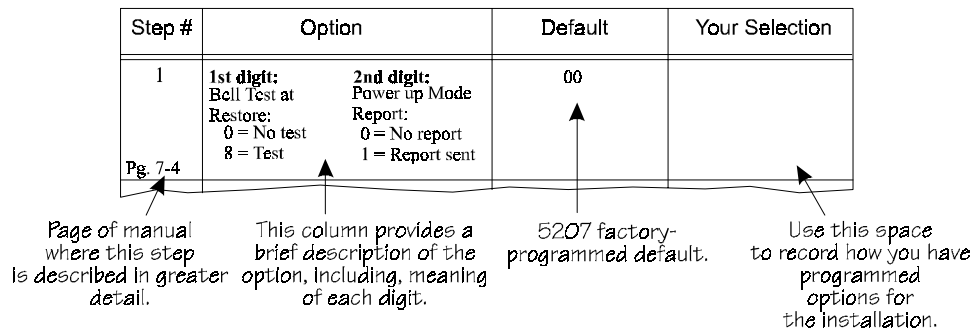 Step # Option Default Your Selection
1 1st digit: 2nd digit: 00
Bell Test at Power up Mode
Restore: Report:
0 = No test 0 = No report
8 = Test 1 = Report sent
Pg. 7-4
Page of manual
where this step
is described in greater
detail.
This column provides a
brief description of the
option, including, meaning
of each digit.
5207 factory-
programmed default.
Use this space
to record how you have
programmed
options for
the installation.